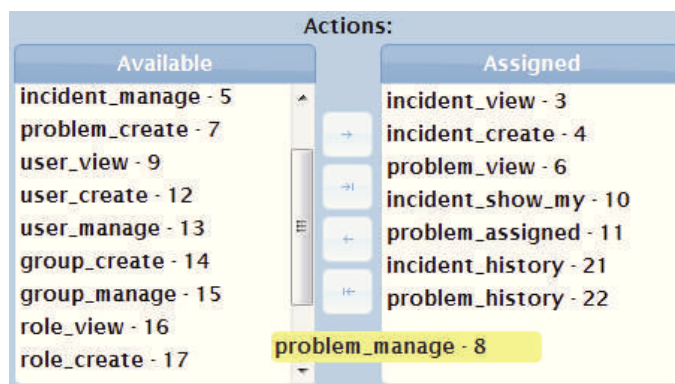 Actions:
Available
incident_manage - 5
problem_create - 7
user_view - 9
user_create - 12
user_manage - 13
group_create - 14
group_manage - 15
role_view - 16
role_create - 17
Assigned
incident_view - 3
incident_create - 4
problem_view - 6
incident_show_my - 10
problem_assigned - 11
incident_history - 21
problem_history - 22
problem_manage - 8